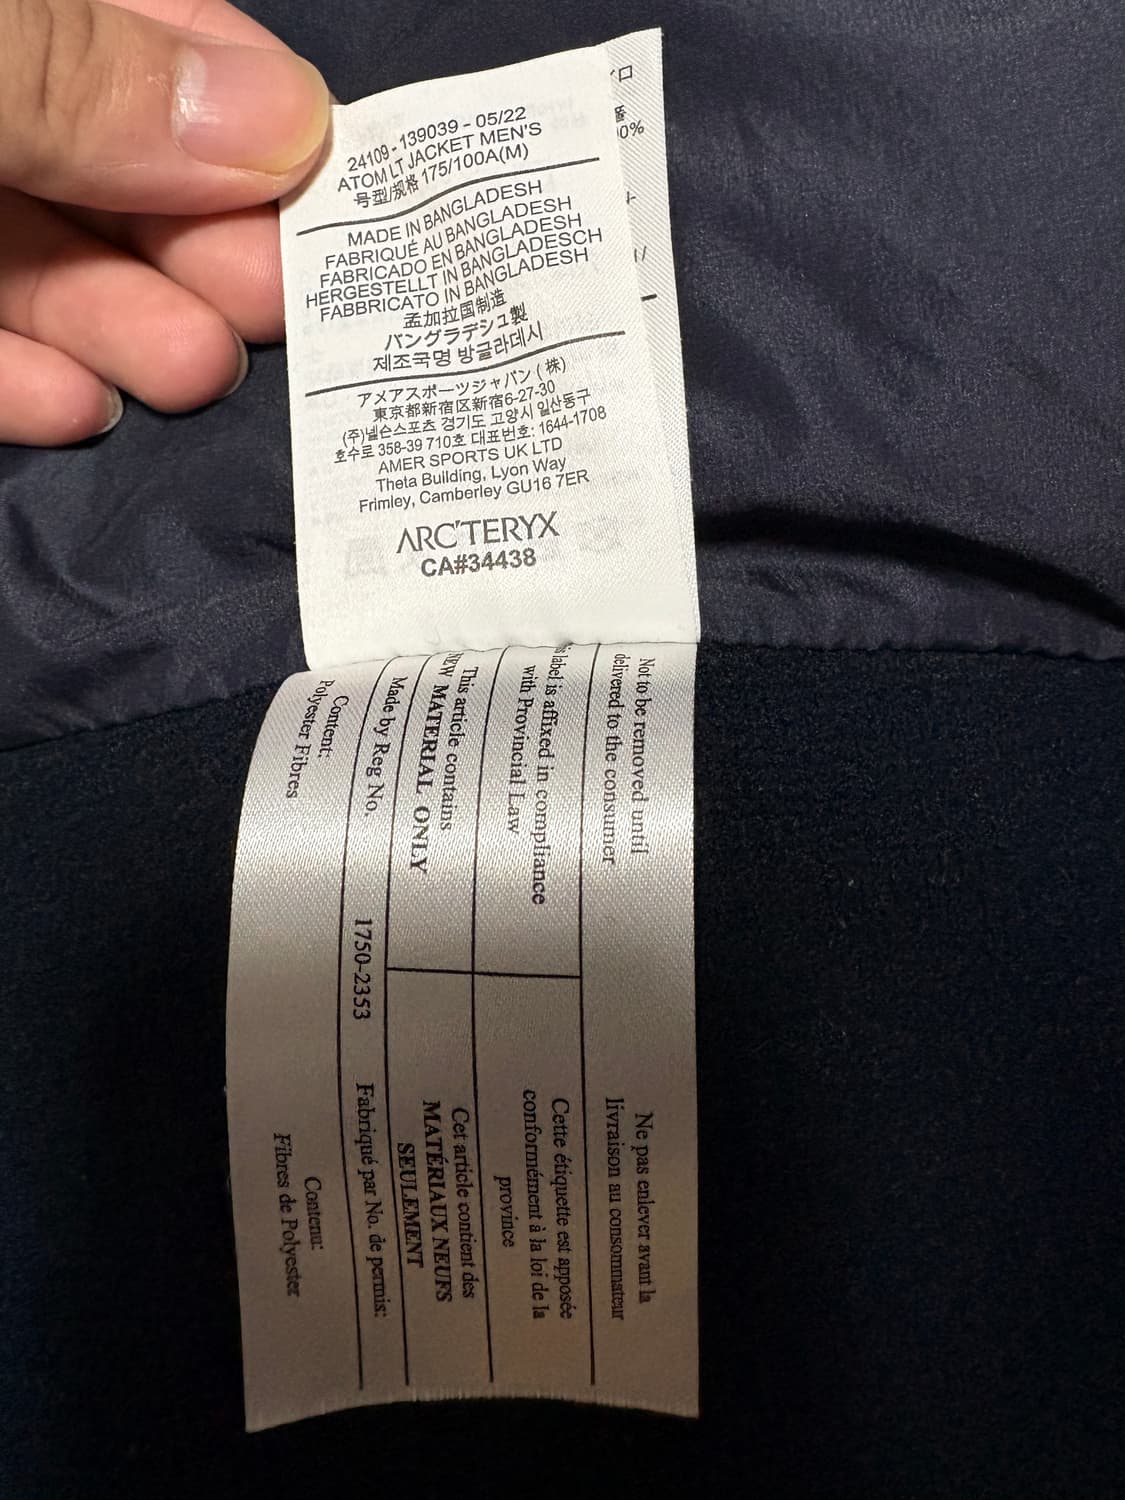 24109 - 139039 - 05/22
ATOM LT JACKET MEN'S
号型/规格 175/100A(M)
MADE IN BANGLADESH
FABRIQUÉ AU BANGLADESH
FABRICADO EN BANGLADESH
HERGESTELLT IN BANGLADESCH
FABBRICATO IN BANGLADESH
孟加拉国制造
バングラデシュ製
제조국명 방글라데시
アメアスポーツジャパン (株)
東京都新宿区新宿6-27-30
(주)넬슨스포츠 경기도 고양시 일산동구
호수로 358-39 710호 대표번호: 1644-1708
AMER SPORTS UK LTD
Theta Building, Lyon Way
Frimley, Camberley GU16 7ER
ARC'TERYX
CA#34438
Not to be removed until
delivered to the consumer
Ne pas enlever avant la
livraison au consommateur
label is affixed in compliance
with Provincial Law
Cette étiquette est apposée
conformément à la loi de la
province
This article contains
NEW MATERIAL ONLY
Cet article contient des
MATÉRIAUX NEUFS
SEULEMENT
Made by Reg No. 1750-2353 Fabriqué par No. de permis:
Content:
Polyester Fibres
Contenu:
Fibres de Polyester